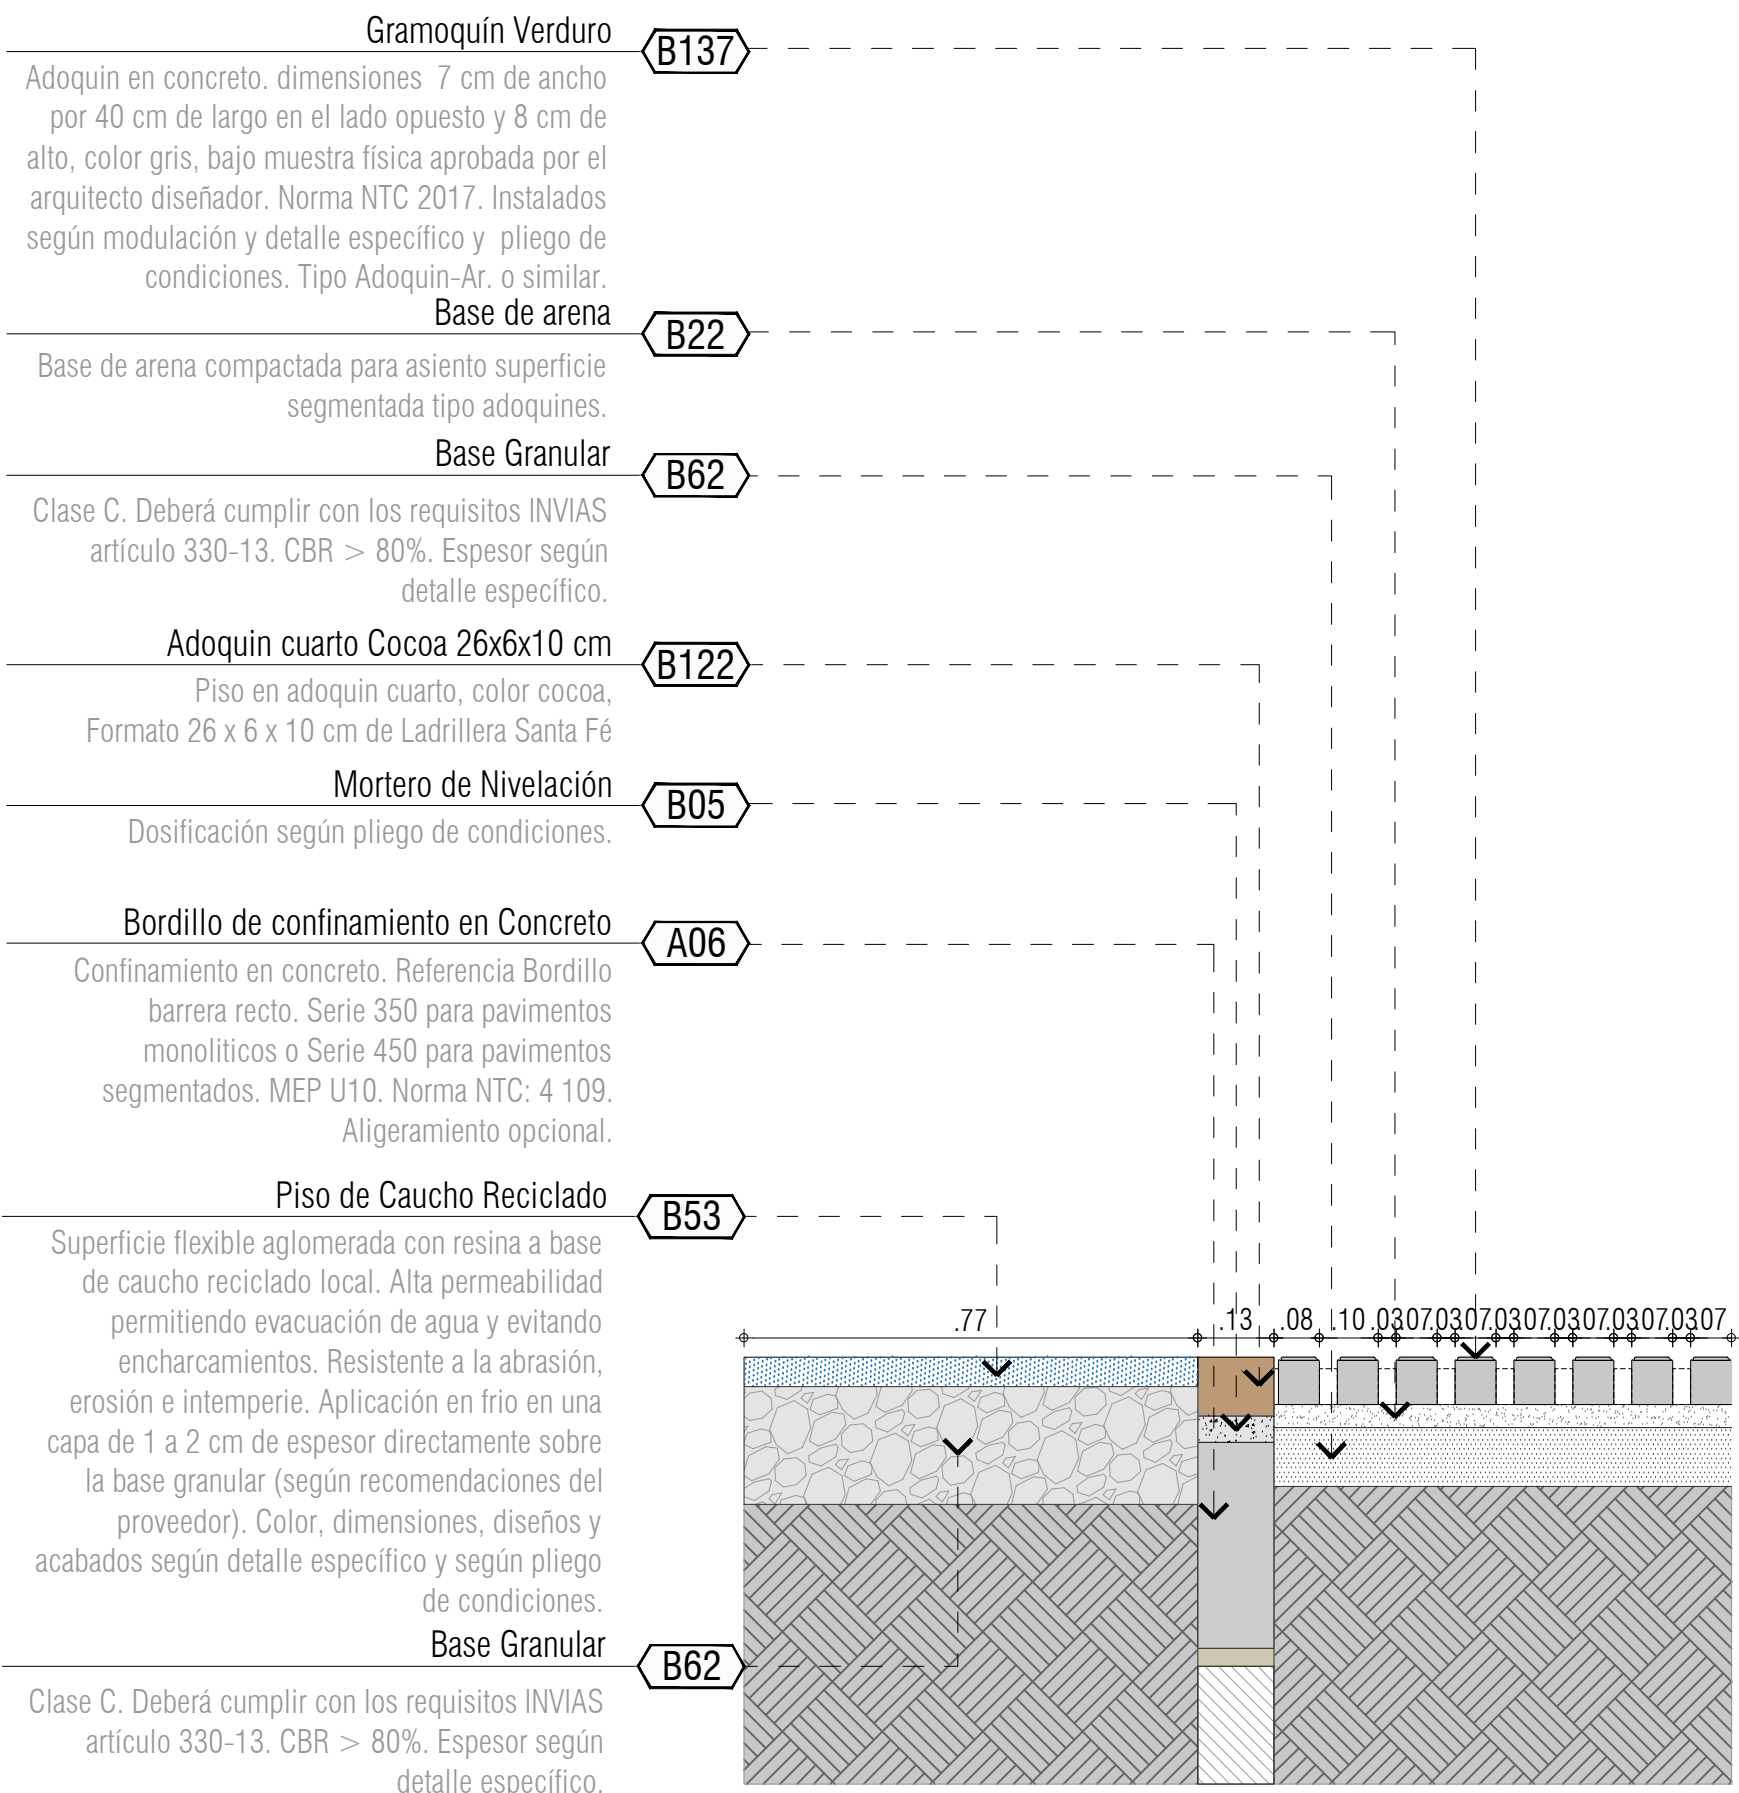 Gramoquín Verduro
B137
Adoquin en concreto. dimensiones  7 cm de ancho
por 40 cm de largo en el lado opuesto y 8 cm de
alto, color gris, bajo muestra física aprobada por el
arquitecto diseñador. Norma NTC 2017. Instalados
según modulación y detalle específico y  pliego de
condiciones. Tipo Adoquin-Ar. o similar.
Base de arena
B22
Base de arena compactada para asiento superficie
segmentada tipo adoquines.
Base Granular
B62
Clase C. Deberá cumplir con los requisitos INVIAS
artículo 330-13. CBR > 80%. Espesor según
detalle específico.
Adoquin cuarto Cocoa 26x6x10 cm
B122
Piso en adoquin cuarto, color cocoa,
Formato 26 x 6 x 10 cm de Ladrillera Santa Fé
Mortero de Nivelación
B05
Dosificación según pliego de condiciones.
Bordillo de confinamiento en Concreto
A06
Confinamiento en concreto. Referencia Bordillo
barrera recto. Serie 350 para pavimentos
monoliticos o Serie 450 para pavimentos
segmentados. MEP U10. Norma NTC: 4 109.
Aligeramiento opcional.
Piso de Caucho Reciclado
B53
Superficie flexible aglomerada con resina a base
de caucho reciclado local. Alta permeabilidad
permitiendo evacuación de agua y evitando
encharcamientos. Resistente a la abrasión,
erosión e intemperie. Aplicación en frio en una
capa de 1 a 2 cm de espesor directamente sobre
la base granular (según recomendaciones del
proveedor). Color, dimensiones, diseños y
acabados según detalle específico y según pliego
de condiciones.
Base Granular
B62
Clase C. Deberá cumplir con los requisitos INVIAS
artículo 330-13. CBR > 80%. Espesor según
detalle específico.
.77 .13 .08 .10 .03 .07 .03 .07 .03 .07 .03 .07 .03 .07 .03 .07